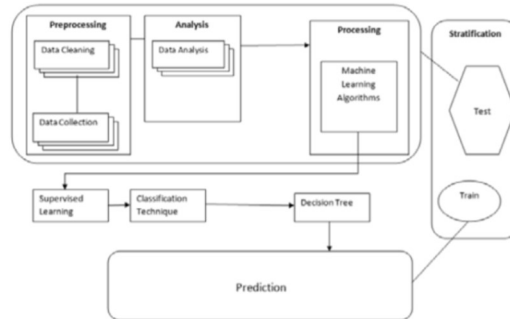 Preprocessing
Data Cleaning
Data Collection
Analysis
Data Analysis
Processing
Machine
Learning
Algorithms
Stratification
Test
Train
Supervised
Learning
Classification
Technique
Decision Tree
Prediction